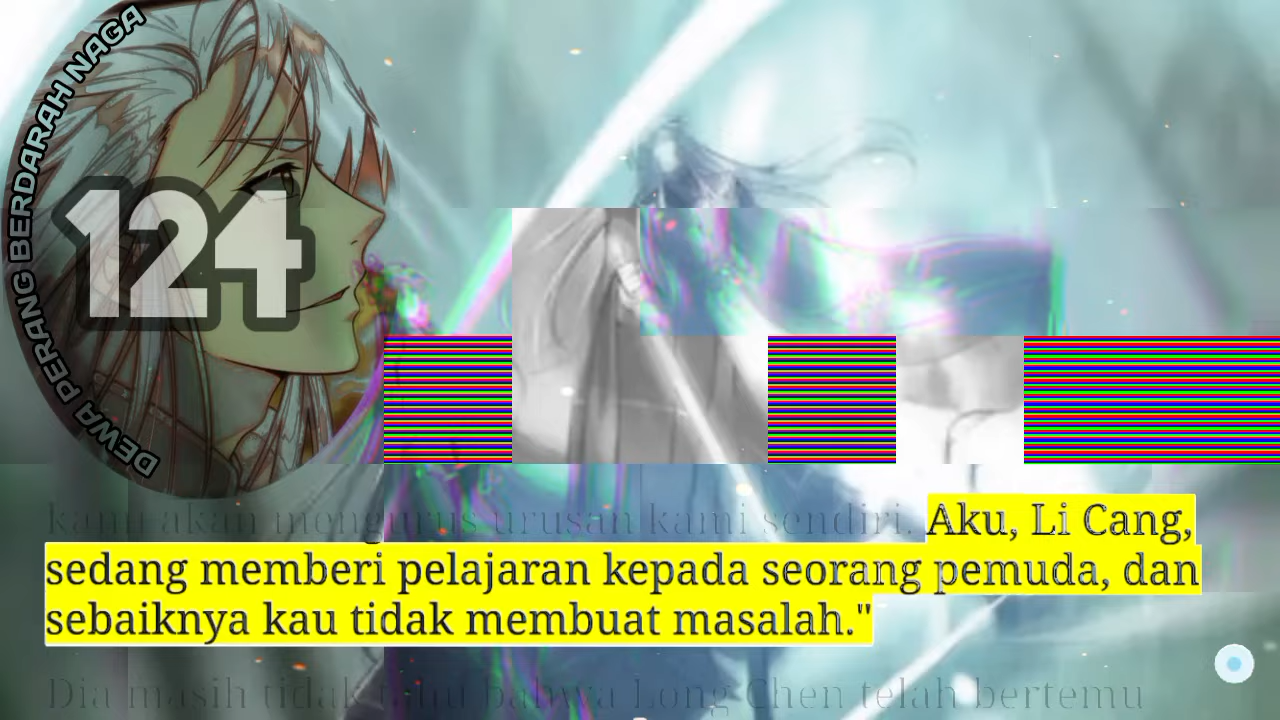 DEWA PERANG BERDARAH NAGA
124
kami akan mengurus urusan kami sendiri. Aku, Li Cang,
sedang memberi pelajaran kepada seorang pemuda, dan
sebaiknya kau tidak membuat masalah."
Dia masih tidak tahu bahwa Long Chen telah bertemu